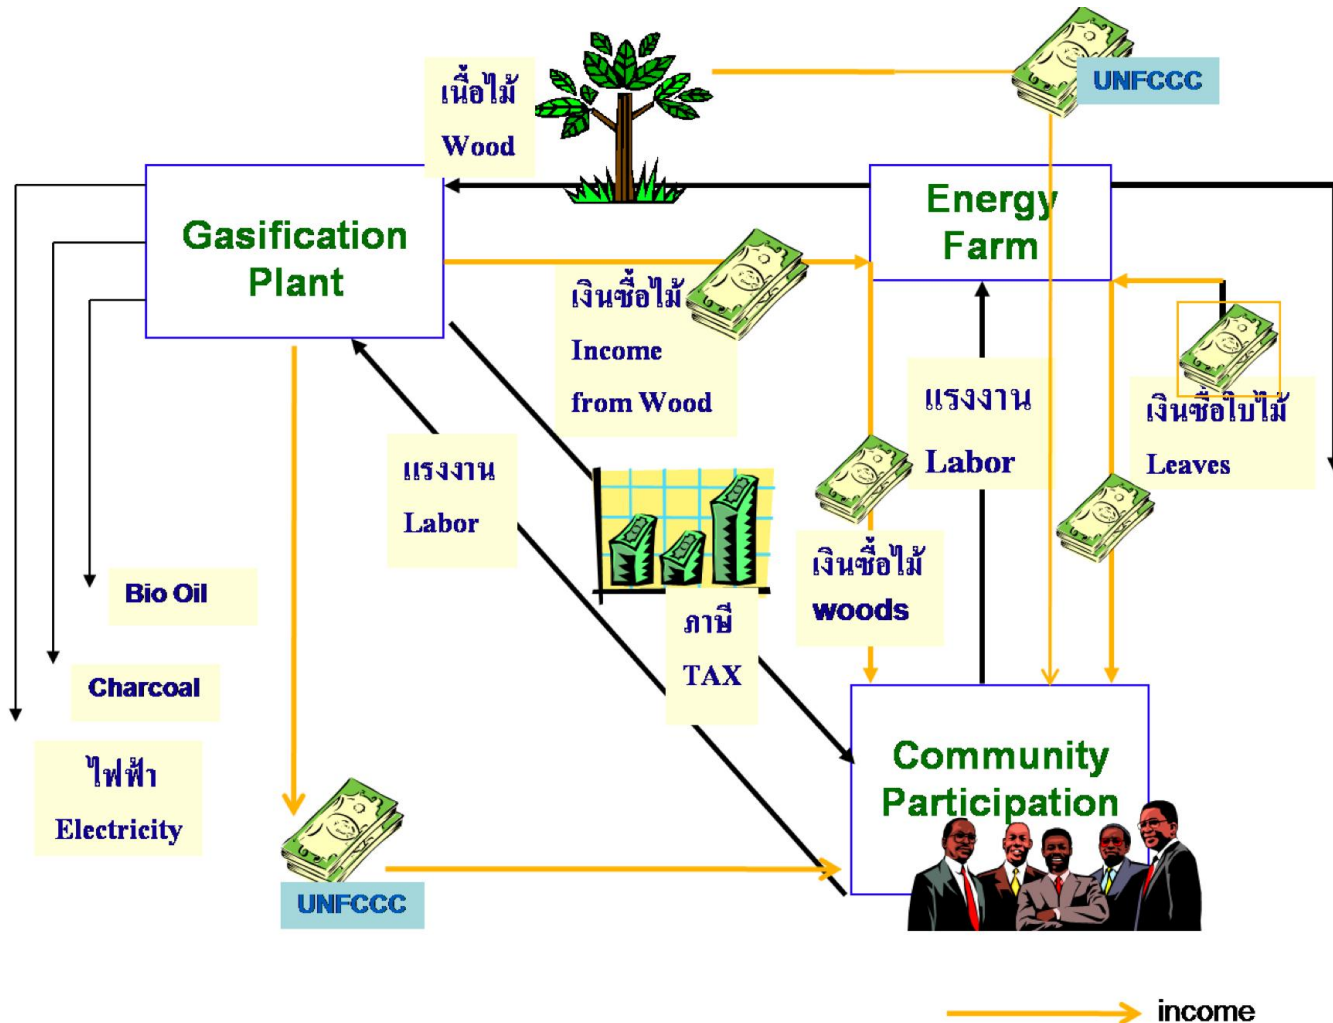 เนื้อไม้
Wood
UNFCCC
Gasification
Plant
Energy
Farm
เงินซื้อไม้
Income
from Wood
แรงงาน
Labor
เงินซื้อใบไม้
Leaves
แรงงาน
Labor
เงินซื้อไม้
woods
ภาษี
TAX
Bio Oil
Charcoal
ไฟฟ้า
Electricity
Community
Participation
UNFCCC
income